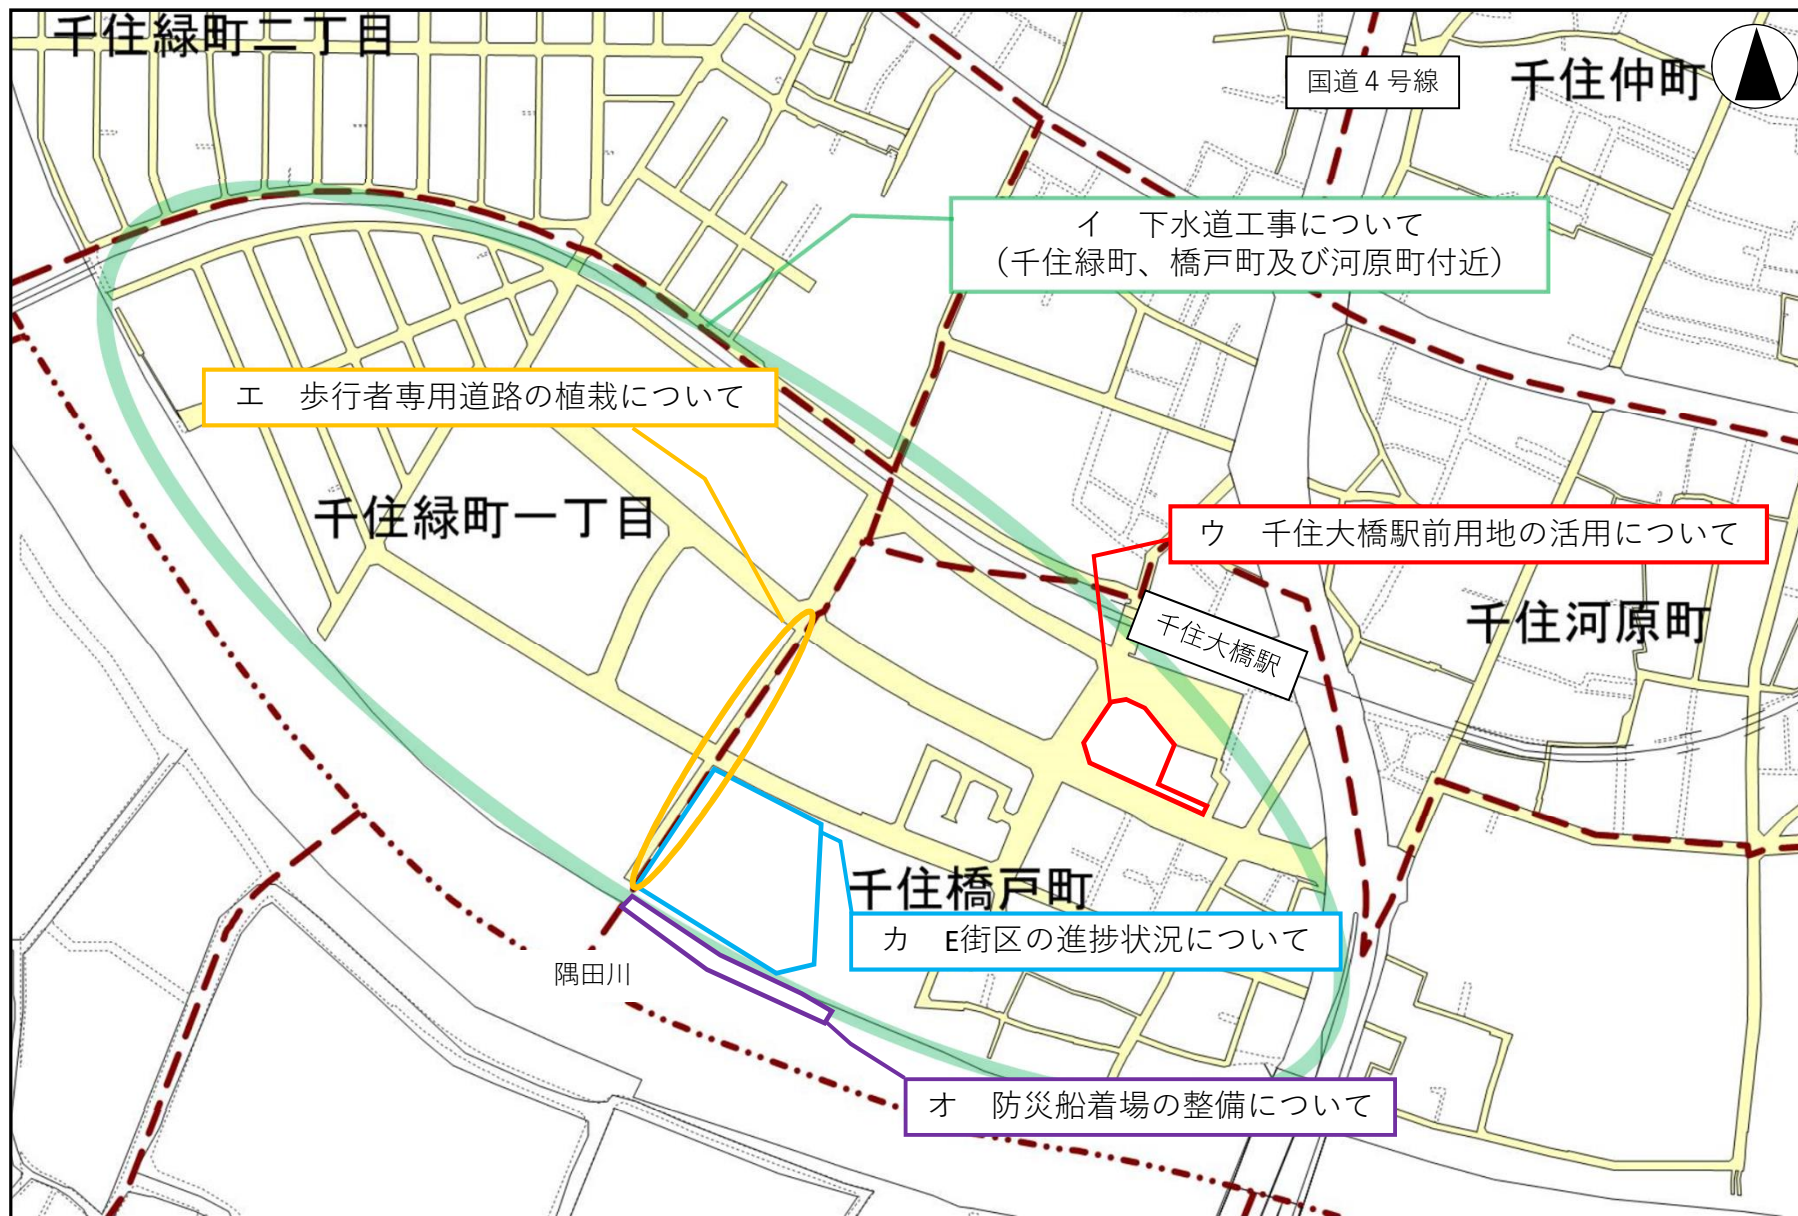 千住緑町二丁目
国道4号線
千住仲町
イ　下水道工事について
（千住緑町、橋戸町及び河原町付近）
エ　歩行者専用道路の植栽について
千住緑町一丁目
ウ　千住大橋駅前用地の活用について
千住大橋駅
千住河原町
千住橋戸町
カ　E街区の進捗状況について
隅田川
オ　防災船着場の整備について